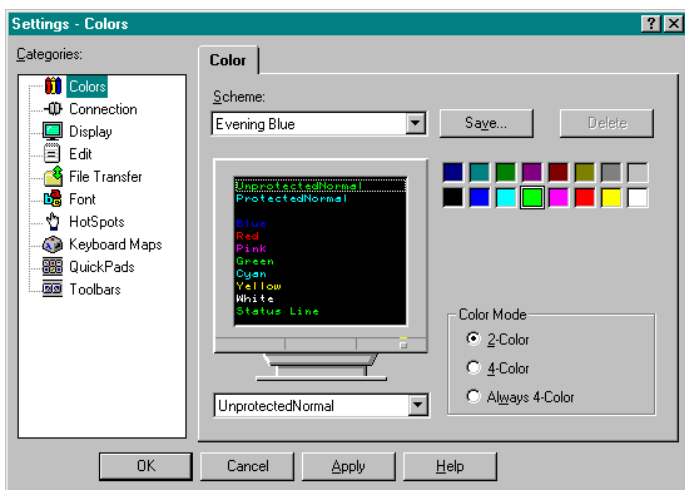 Settings - Colors
Categories:
Colors
Connection
Display
Edit
File Transfer
Font
HotSpots
Keyboard Maps
QuickPads
Toolbars
Color
Scheme:
Evening Blue
Save...
Delete
UnprotectedNormal
ProtectedNormal
Blue
Red
Pink
Green
Cyan
Yellow
White
Status Line
UnprotectedNormal
Color Mode
2-Color
4-Color
Always 4-Color
OK
Cancel
Apply
Help